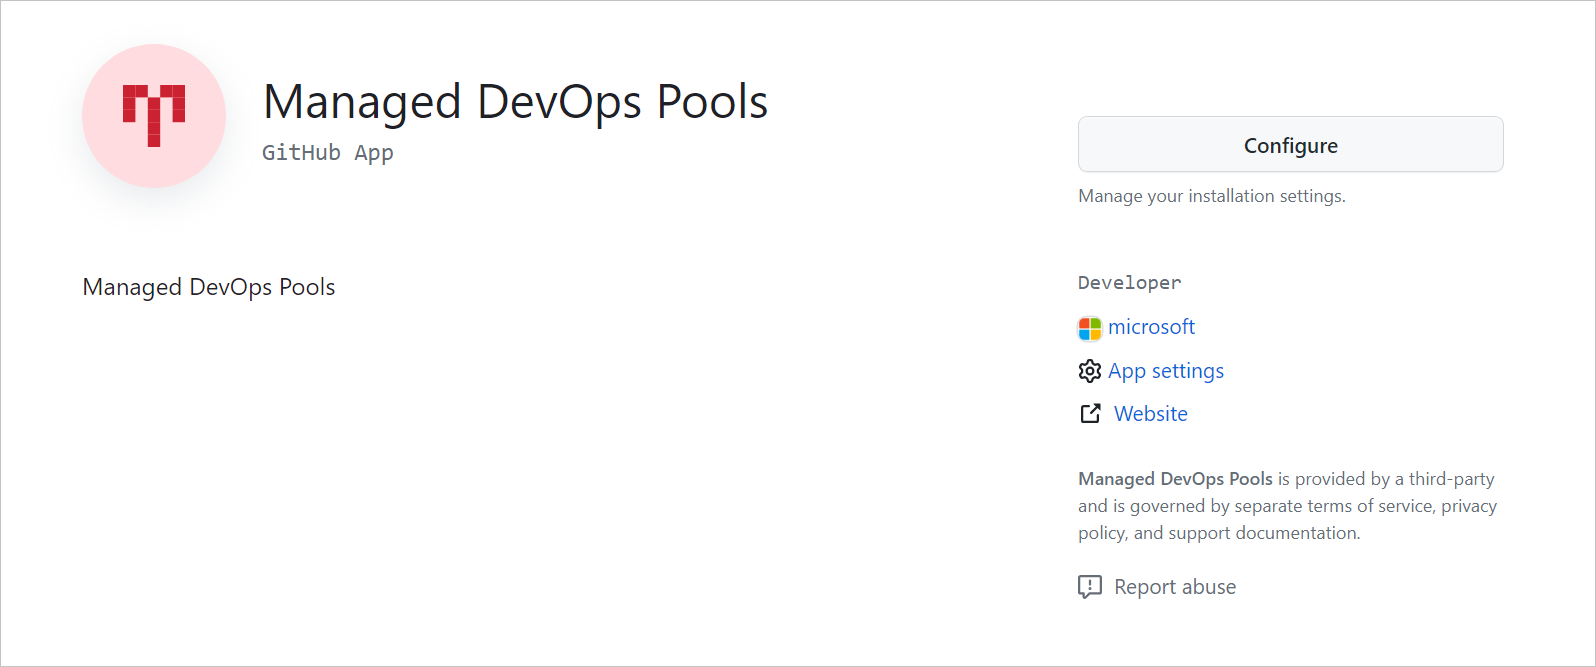 Managed DevOps Pools
GitHub App
Managed DevOps Pools
Configure
Manage your installation settings.
Developer
microsoft
App settings
Website
Managed DevOps Pools is provided by a third-party
and is governed by separate terms of service, privacy
policy, and support documentation.
Report abuse